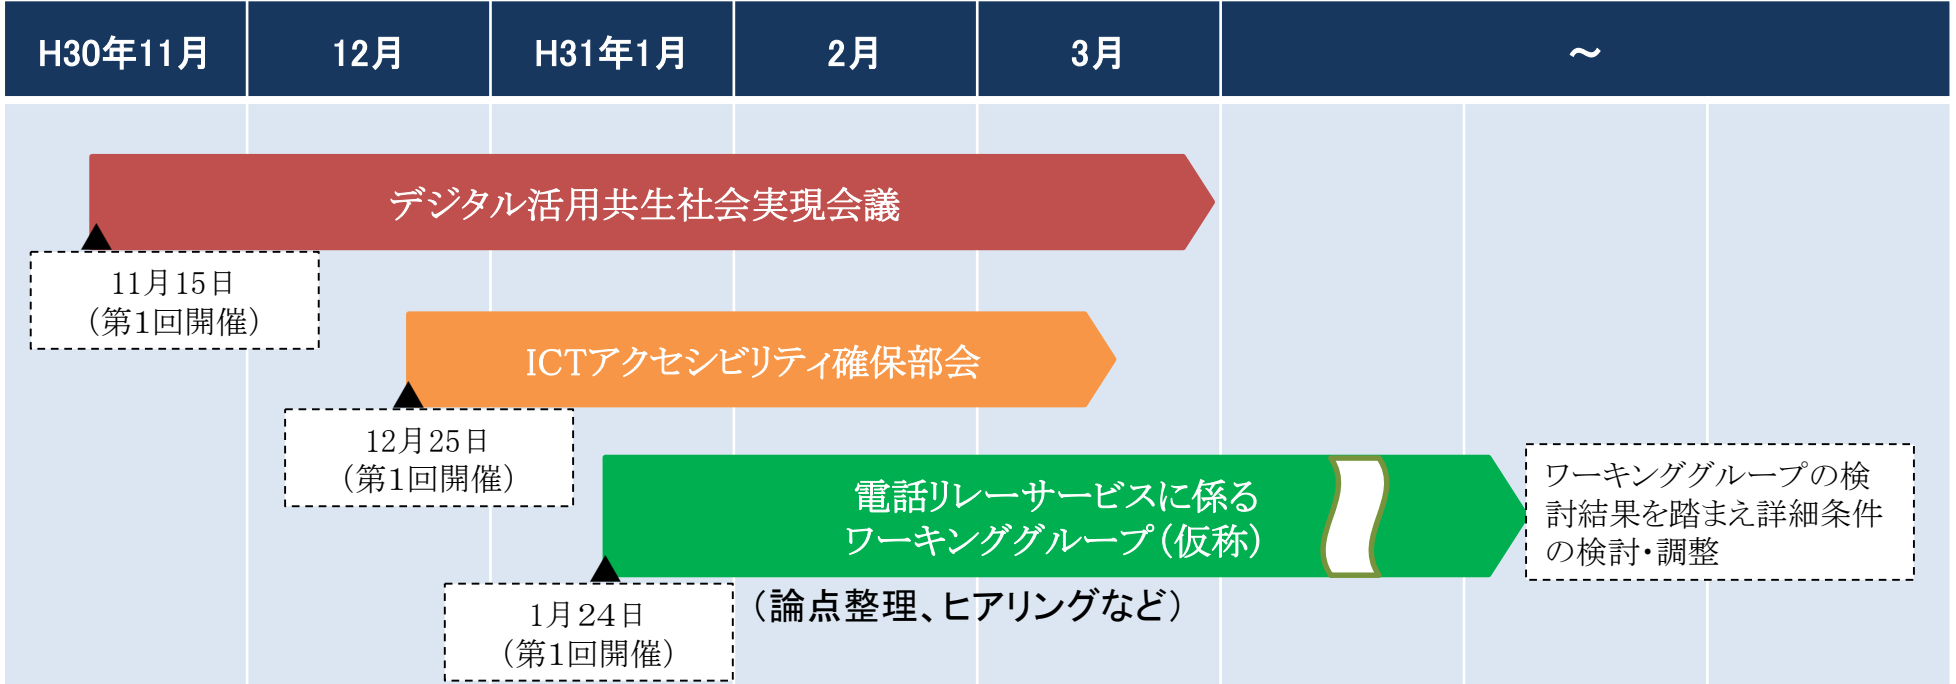 H30年11月 12月 H31年1月 2月 3月 ～
デジタル活用共生社会実現会議
11月15日
（第1回開催）
ICTアクセシビリティ確保部会
12月25日
（第1回開催）
電話リレーサービスに係る
ワーキンググループ（仮称）
ワーキンググループの検
討結果を踏まえ詳細条件
の検討・調整
1月24日
（第1回開催）
（論点整理、ヒアリングなど）